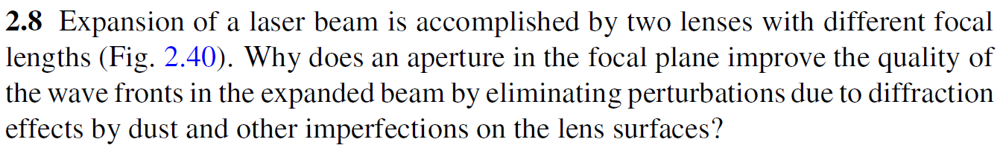 2.8 Expansion of a laser beam is accomplished by two lenses with different focal
lengths (Fig. 2.40). Why does an aperture in the focal plane improve the quality of
the wave fronts in the expanded beam by eliminating perturbations due to diffraction
effects by dust and other imperfections on the lens surfaces?